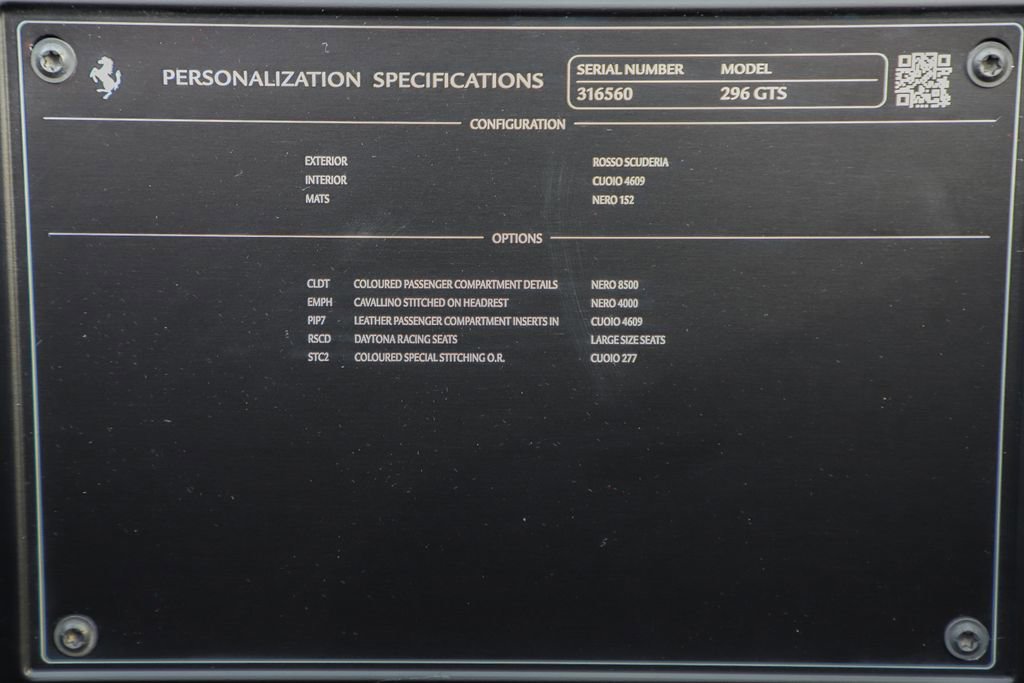 PERSONALIZATION SPECIFICATIONS
SERIAL NUMBER MODEL
316560 296 GTS
CONFIGURATION
EXTERIOR ROSSO SCUDERIA
INTERIOR CUOIO 4609
MATS NERO 152
OPTIONS
CLDT COLOURED PASSENGER COMPARTMENT DETAILS NERO 8500
EMPH CAVALLINO STITCHED ON HEADREST NERO 4000
PIP7 LEATHER PASSENGER COMPARTMENT INSERTS IN CUOIO 4609
RSCD DAYTONA RACING SEATS LARGE SIZE SEATS
STC2 COLOURED SPECIAL STITCHING O.R. CUOIO 277